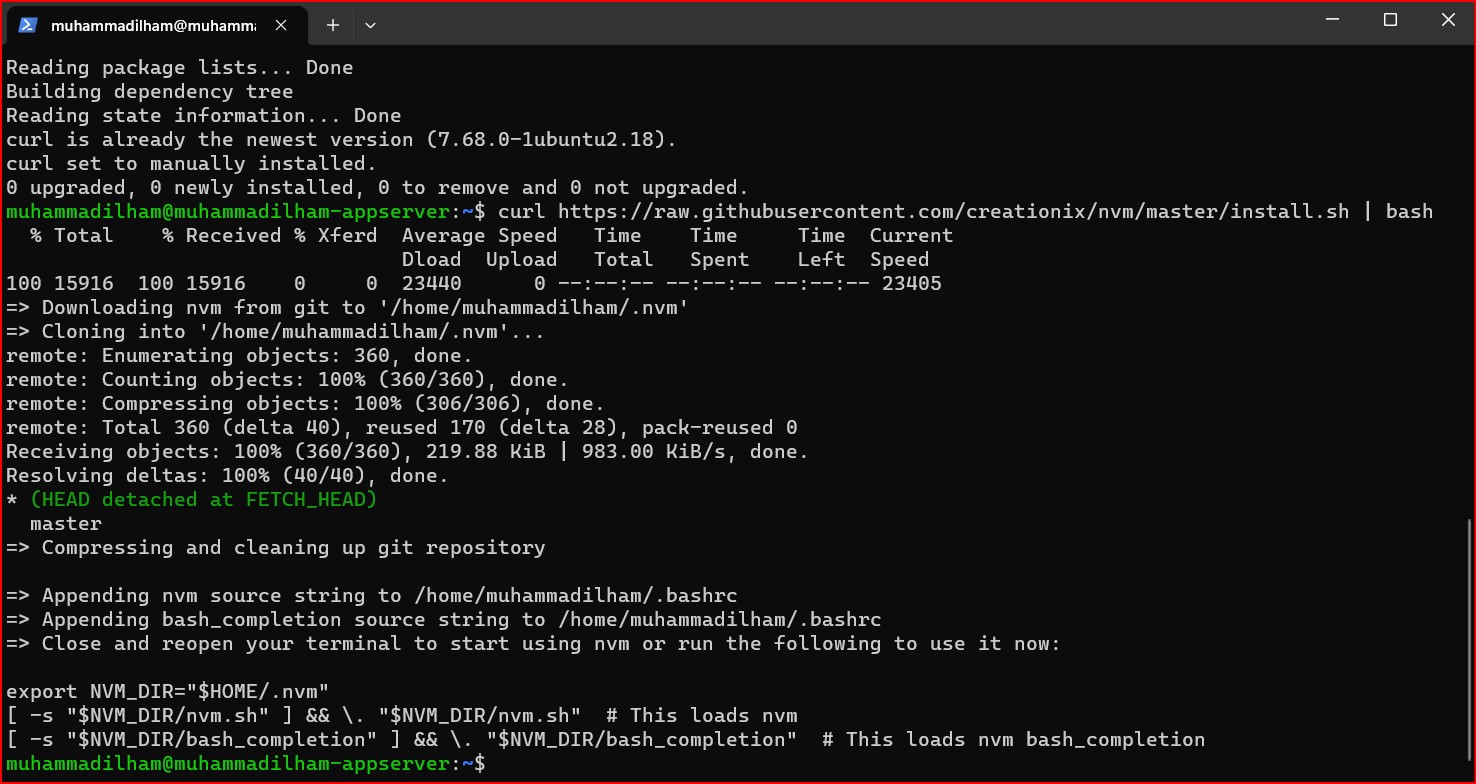 muhammadilham@muhamma
Reading package lists... Done
Building dependency tree
Reading state information... Done
curl is already the newest version (7.68.0-1ubuntu2.18).
curl set to manually installed.
0 upgraded, 0 newly installed, 0 to remove and 0 not upgraded.
muhammadilham@muhammadilham-appserver:~$ curl https://raw.githubusercontent.com/creationix/nvm/master/install.sh | bash
  % Total    % Received % Xferd  Average Speed   Time    Time     Time  Current
                                 Dload  Upload   Total   Spent    Left  Speed
100 15916  100 15916    0     0  23440      0 --:--:-- --:--:-- --:--:-- 23405
=> Downloading nvm from git to '/home/muhammadilham/.nvm'
=> Cloning into '/home/muhammadilham/.nvm'...
remote: Enumerating objects: 360, done.
remote: Counting objects: 100% (360/360), done.
remote: Compressing objects: 100% (306/306), done.
remote: Total 360 (delta 40), reused 170 (delta 28), pack-reused 0
Receiving objects: 100% (360/360), 219.88 KiB | 983.00 KiB/s, done.
Resolving deltas: 100% (40/40), done.
* (HEAD detached at FETCH_HEAD)
  master
=> Compressing and cleaning up git repository

=> Appending nvm source string to /home/muhammadilham/.bashrc
=> Appending bash_completion source string to /home/muhammadilham/.bashrc
=> Close and reopen your terminal to start using nvm or run the following to use it now:

export NVM_DIR="$HOME/.nvm"
[ -s "$NVM_DIR/nvm.sh" ] && \. "$NVM_DIR/nvm.sh"  # This loads nvm
[ -s "$NVM_DIR/bash_completion" ] && \. "$NVM_DIR/bash_completion"  # This loads nvm bash_completion
muhammadilham@muhammadilham-appserver:~$